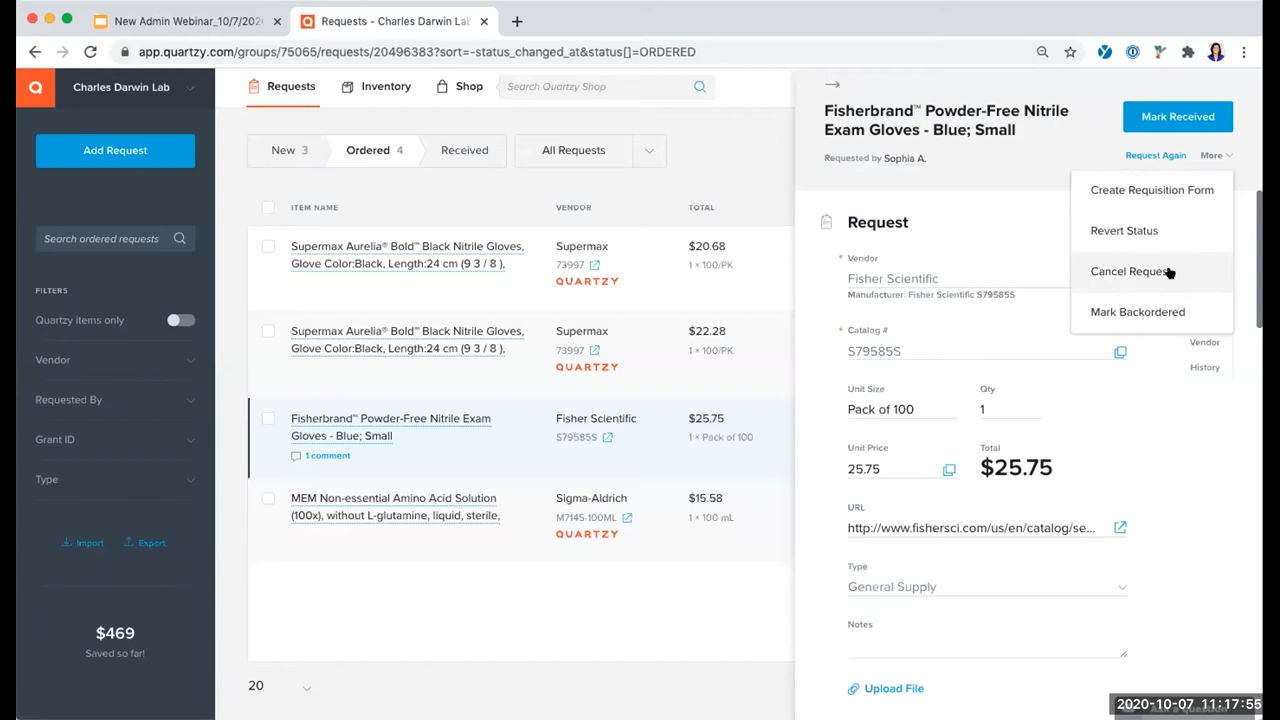 New Admin Webinar_10/7/202
Requests - Charles Darwin Lab
app.quartzy.com/groups/75065/requests/20496383?sort=-status_changed_at&status[]=ORDERED
Q
Charles Darwin Lab
Requests
Inventory
Shop
Search Quartzy Shop
Add Request
Search ordered requests
FILTERS
Quartzy items only
Vendor
Requested By
Grant ID
Type
Import
Export
$469
Saved so far!
New 3
Ordered 4
Received
All Requests
ITEM NAME
VENDOR
TOTAL
Supermax Aurelia® Bold™ Black Nitrile Gloves,
Glove Color:Black, Length:24 cm (9 3 / 8 ),
Supermax
73997
QUARTZY
$20.68
1 × 100/PK
Supermax Aurelia® Bold™ Black Nitrile Gloves,
Glove Color:Black, Length:24 cm (9 3 / 8 ),
Supermax
73997
QUARTZY
$22.28
1 × 100/PK
Fisherbrand™ Powder-Free Nitrile Exam
Gloves - Blue; Small
1 comment
Fisher Scientific
S79585S
$25.75
1 × Pack of 100
MEM Non-essential Amino Acid Solution
(100x), without L-glutamine, liquid, sterile,
Sigma-Aldrich
M7145-100ML
QUARTZY
$15.58
1 × 100 mL
20
Fisherbrand™ Powder-Free Nitrile
Exam Gloves - Blue; Small
Requested by Sophia A.
Mark Received
Request Again
More
Create Requisition Form
Revert Status
Cancel Reque
Mark Backordered
Vendor
History
Request
* Vendor
Fisher Scientific
Manufacturer: Fisher Scientific S79585S
* Catalog #
S79585S
Unit Size
Qty
Pack of 100
1
Unit Price
Total
25.75
$25.75
URL
http://www.fishersci.com/us/en/catalog/se...
Type
General Supply
Notes
Upload File
2020-10-07 11:17:55